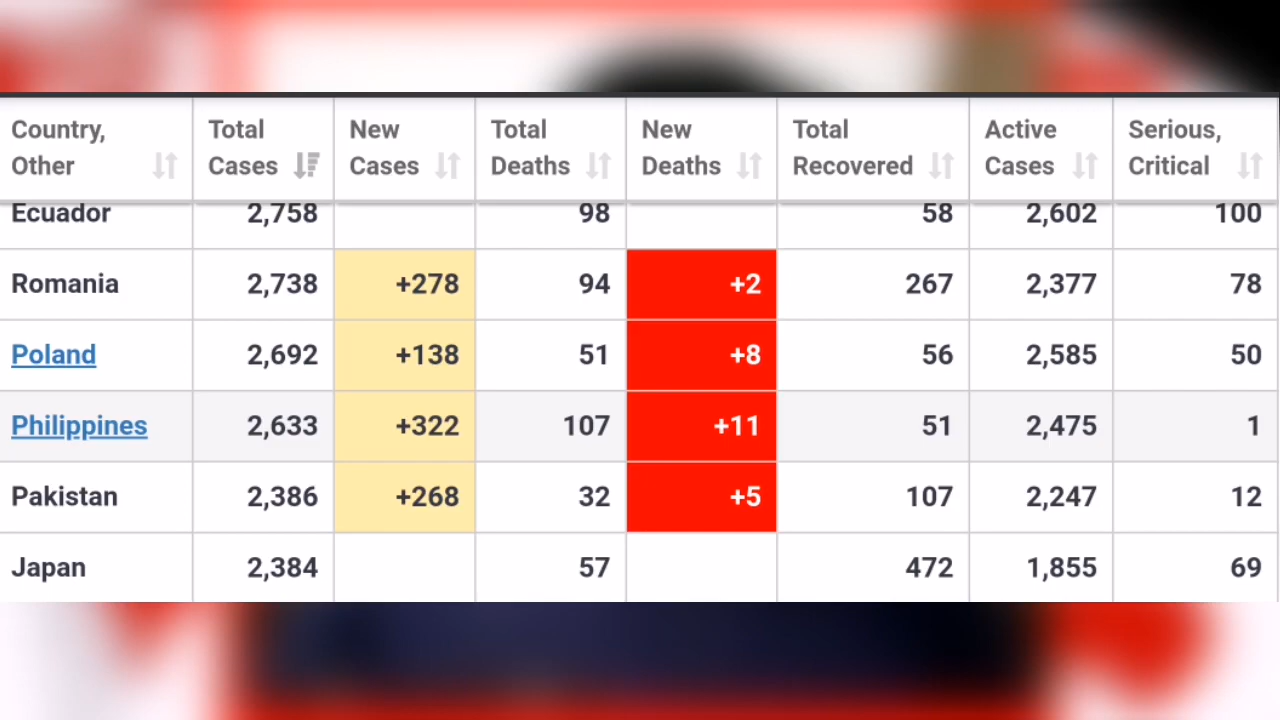 Country, Other Total Cases New Cases Total Deaths New Deaths Total Recovered Active Cases Serious, Critical
Ecuador 2,758 98 58 2,602 100
Romania 2,738 +278 94 +2 267 2,377 78
Poland 2,692 +138 51 +8 56 2,585 50
Philippines 2,633 +322 107 +11 51 2,475 1
Pakistan 2,386 +268 32 +5 107 2,247 12
Japan 2,384 57 472 1,855 69